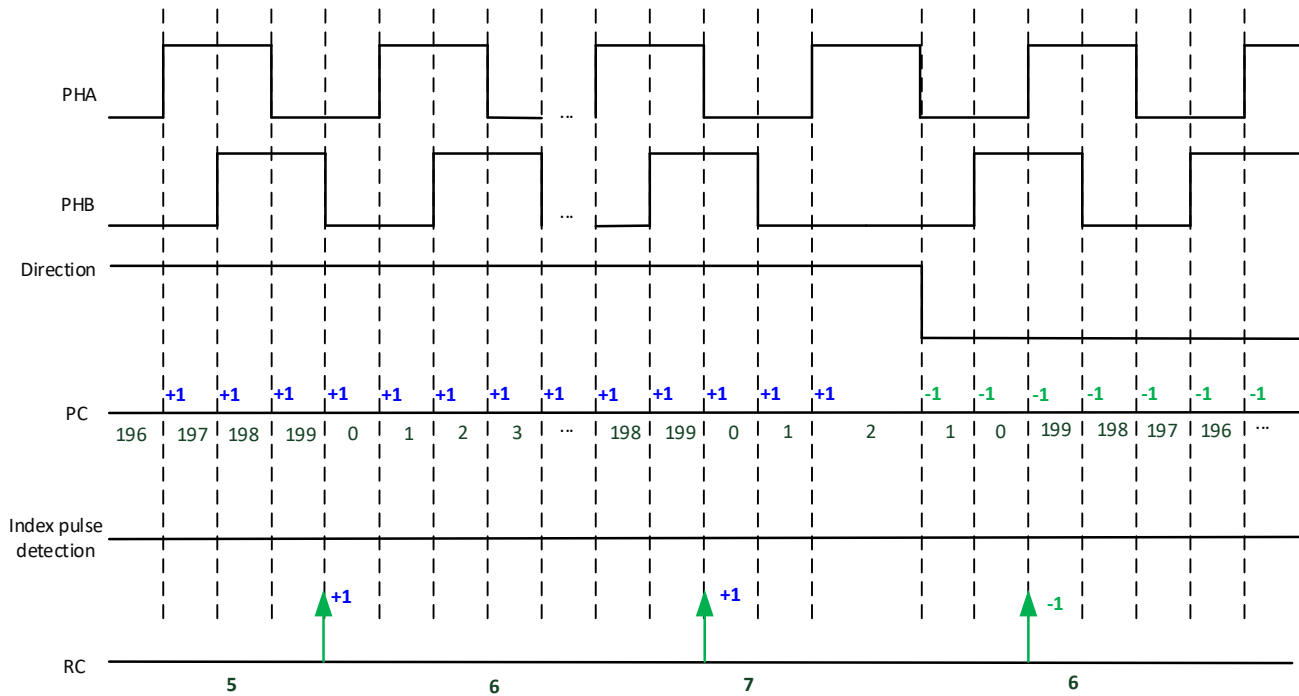 PHA
...
PHB
...
Direction
+1 +1 +1 +1 +1 +1 +1 +1 +1 +1 +1 +1 +1 -1 -1 -1 -1 -1 -1 -1
PC
196 197 198 199 0 1 2 3 ... 198 199 0 1 2 1 0 199 198 197 196 ...
Index pulse
detection
+1 +1 -1
RC
5 6 7 6